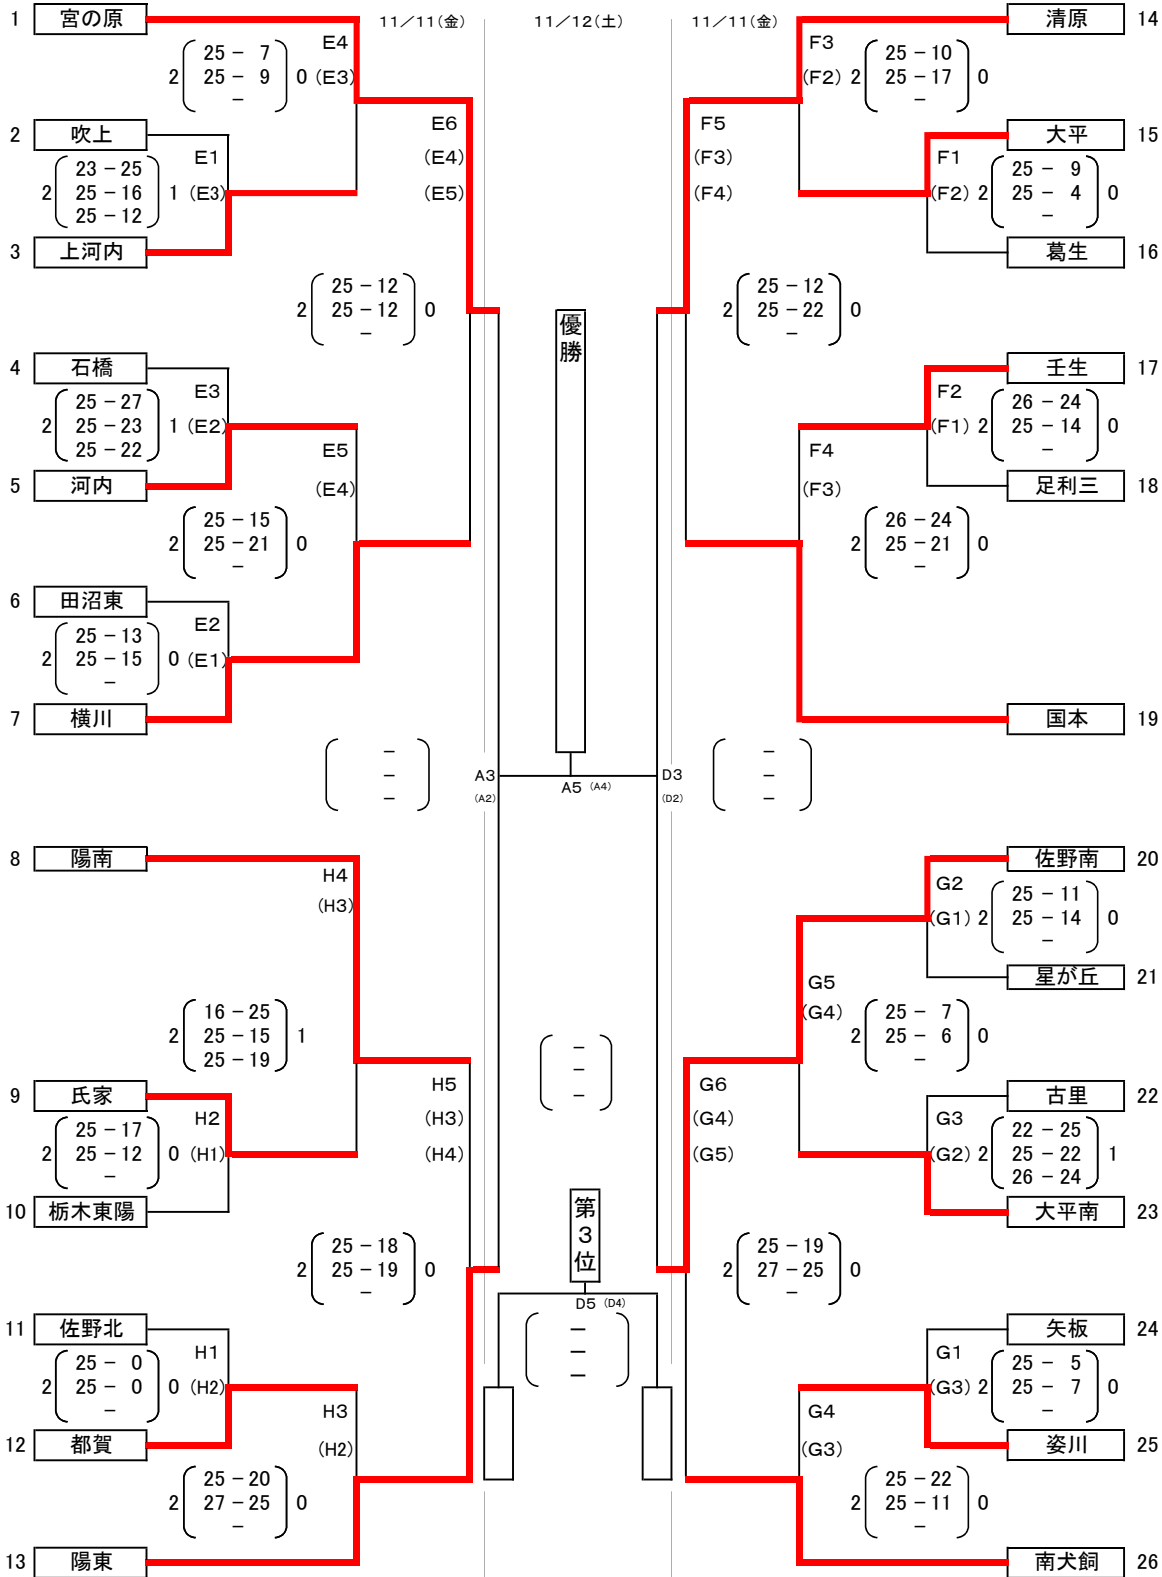 11/11(金)
11/12(土)
11/11(金)
1 宮の原
E4
(E3)
2
25 - 7
25 - 9
-
0
2 吹上
E1
(E3)
2
23 - 25
25 - 16
25 - 12
1
3 上河内
E6
(E4)
(E5)
2
25 - 12
25 - 12
-
0
4 石橋
E3
(E2)
2
25 - 27
25 - 23
25 - 22
1
5 河内
E5
(E4)
2
25 - 15
25 - 21
-
0
6 田沼東
E2
(E1)
2
25 - 13
25 - 15
-
0
7 横川
-
-
-
A3
(A2)
8 陽南
H4
(H3)
2
16 - 25
25 - 15
25 - 19
1
9 氏家
H2
(H1)
2
25 - 17
25 - 12
-
0
10 栃木東陽
H5
(H3)
(H4)
2
25 - 18
25 - 19
-
0
11 佐野北
H1
(H2)
2
25 - 0
25 - 0
-
0
12 都賀
H3
(H2)
2
25 - 20
27 - 25
-
0
13 陽東
優勝
A5 (A4)
-
-
-
第3位
D5 (D4)
-
-
-
清原 14
F3
(F2)
2
25 - 10
25 - 17
-
0
大平 15
F1
(F2)
2
25 - 9
25 - 4
-
0
葛生 16
F5
(F3)
(F4)
2
25 - 12
25 - 22
-
0
壬生 17
F2
(F1)
2
26 - 24
25 - 14
-
0
足利三 18
F4
(F3)
2
26 - 24
25 - 21
-
0
国本 19
D3
(D2)
-
-
-
佐野南 20
G2
(G1)
2
25 - 11
25 - 14
-
0
星が丘 21
G5
(G4)
2
25 - 7
25 - 6
-
0
古里 22
G3
(G2)
2
22 - 25
25 - 22
26 - 24
1
大平南 23
G6
(G4)
(G5)
2
25 - 19
27 - 25
-
0
矢板 24
G1
(G3)
2
25 - 5
25 - 7
-
0
姿川 25
G4
(G3)
2
25 - 22
25 - 11
-
0
南犬飼 26